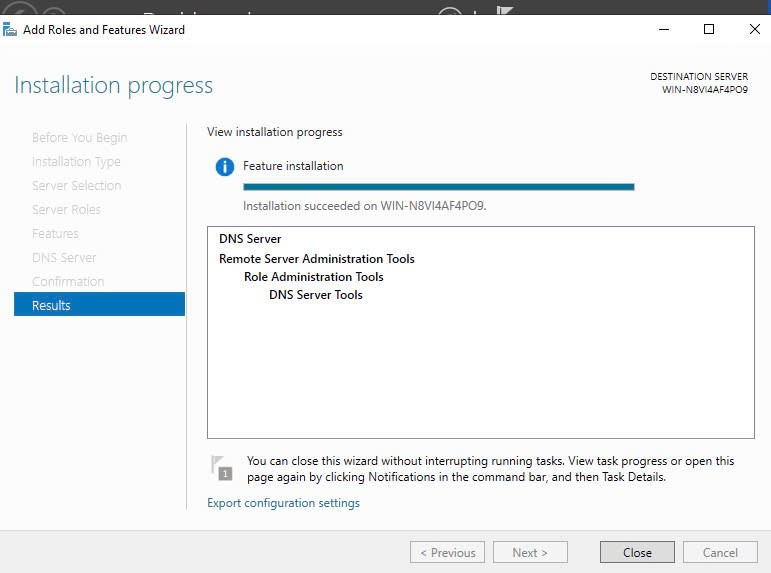 Add Roles and Features Wizard
Installation progress
DESTINATION SERVER
WIN-N8VI4AF4PO9
Before You Begin
Installation Type
Server Selection
Server Roles
Features
DNS Server
Confirmation
Results
View installation progress
Feature installation
Installation succeeded on WIN-N8VI4AF4PO9.
DNS Server
Remote Server Administration Tools
Role Administration Tools
DNS Server Tools
1
You can close this wizard without interrupting running tasks. View task progress or open this
page again by clicking Notifications in the command bar, and then Task Details.
Export configuration settings
< Previous
Next >
Close
Cancel